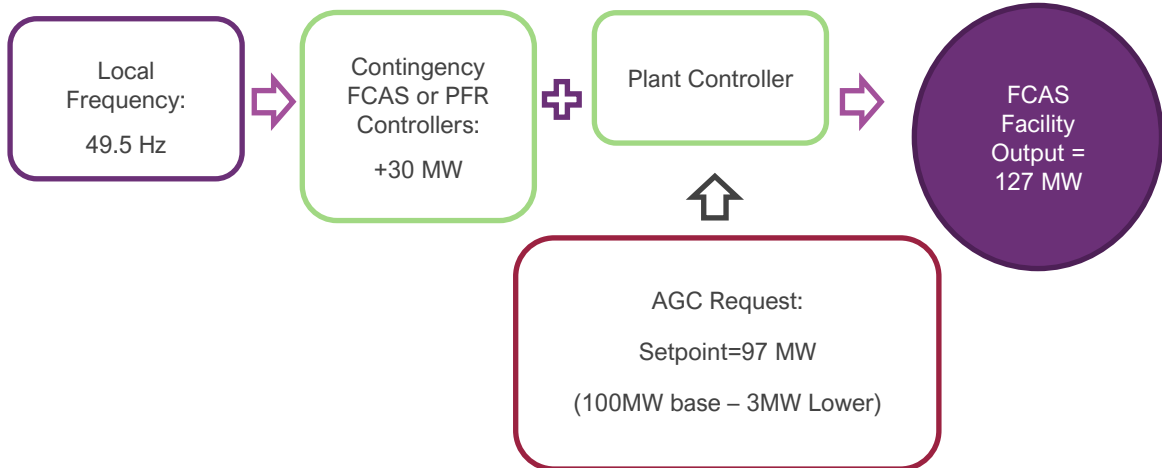 Local
Frequency:
49.5 Hz
Contingency
FCAS or PFR
Controllers:
+30 MW
Plant Controller
FCAS
Facility
Output =
127 MW
AGC Request:
Setpoint=97 MW
(100MW base – 3MW Lower)